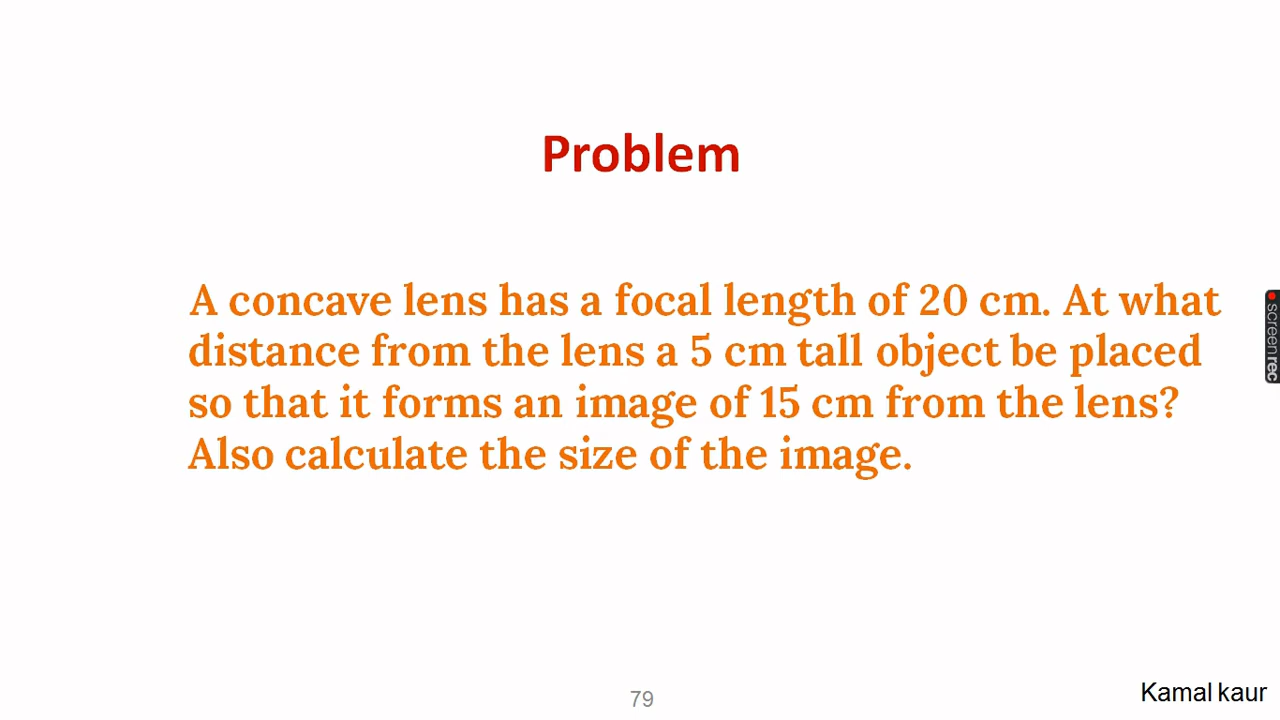 Problem
A concave lens has a focal length of 20 cm. At what
distance from the lens a 5 cm tall object be placed
so that it forms an image of 15 cm from the lens?
Also calculate the size of the image.
screenrec
79
Kamal kaur